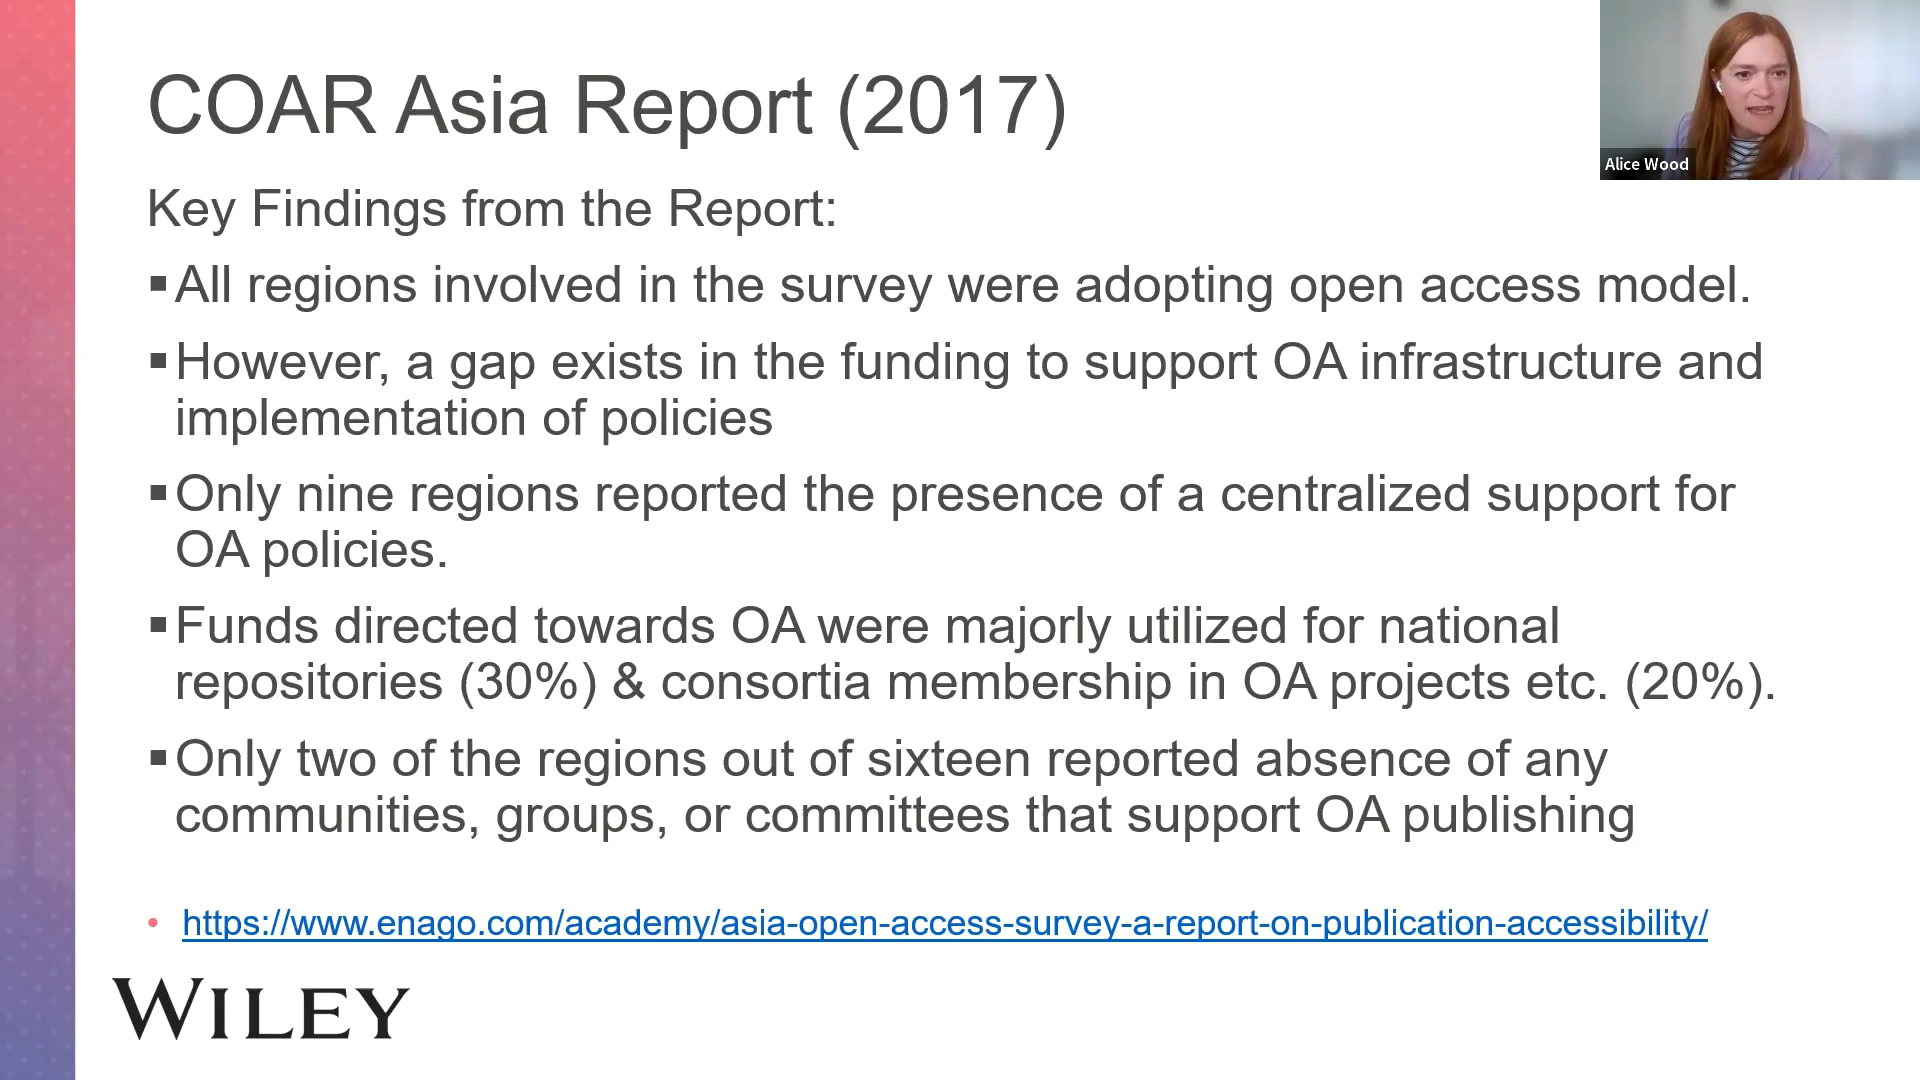 COAR Asia Report (2017)
Alice Wood
Key Findings from the Report:
▪All regions involved in the survey were adopting open access model.
▪However, a gap exists in the funding to support OA infrastructure and
implementation of policies
▪Only nine regions reported the presence of a centralized support for
OA policies.
▪Funds directed towards OA were majorly utilized for national
repositories (30%) & consortia membership in OA projects etc. (20%).
▪Only two of the regions out of sixteen reported absence of any
communities, groups, or committees that support OA publishing
• https://www.enago.com/academy/asia-open-access-survey-a-report-on-publication-accessibility/
WILEY